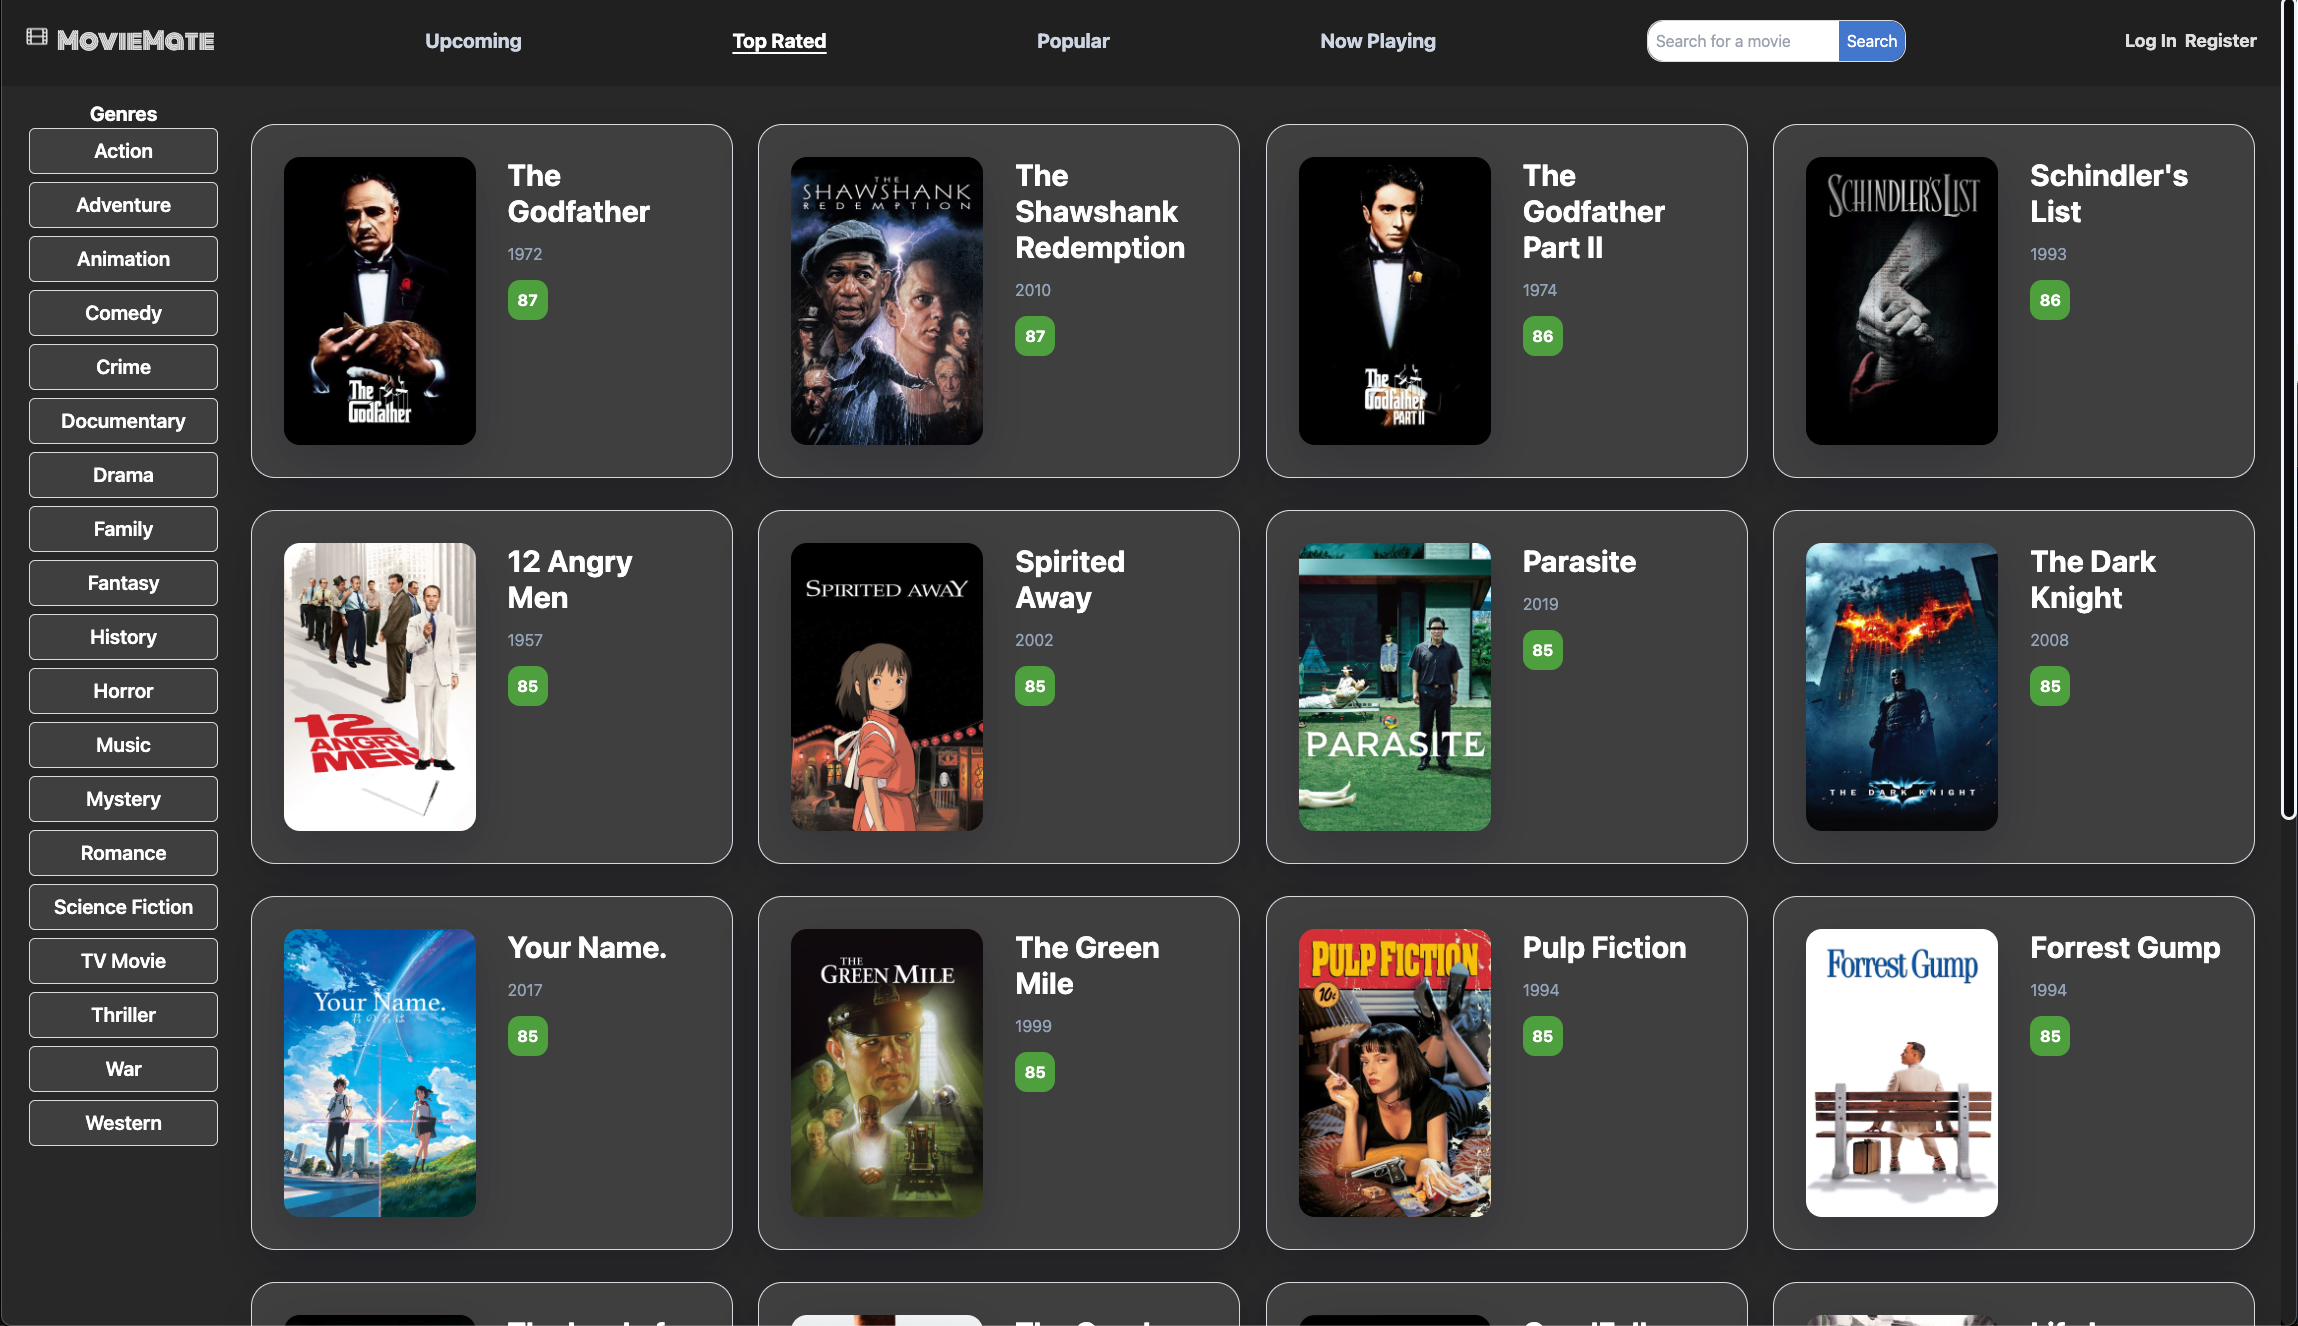 MOVIEMATE
Upcoming
Top Rated
Popular
Now Playing
Search for a movie
Search
Log In
Register
Genres
Action
Adventure
Animation
Comedy
Crime
Documentary
Drama
Family
Fantasy
History
Horror
Music
Mystery
Romance
Science Fiction
TV Movie
Thriller
War
Western
The
Godfather
The
Godfather
1972
87
THE
SHAWSHANK
REDEMPTION
The
Shawshank
Redemption
2010
87
The
Godfather
PART II
The
Godfather
Part II
1974
86
SCHINDLER'S LIST
Schindler's
List
1993
86
12
ANGRY
MEN
12 Angry
Men
1957
85
SPIRITED AWAY
Spirited
Away
2002
85
PARASITE
Parasite
2019
85
THE DARK KNIGHT
The Dark
Knight
2008
85
Your Name.
君の名は
Your Name.
2017
85
THE
GREEN MILE
The Green
Mile
1999
85
PULP FICTION
10¢
Pulp Fiction
1994
85
Forrest Gump
Forrest Gump
1994
85